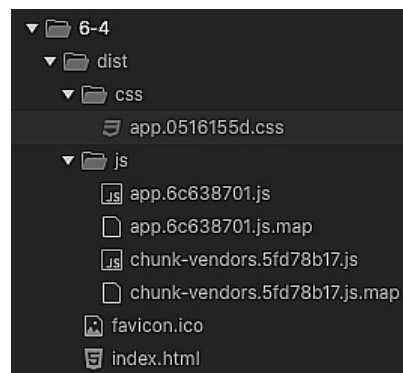 6-4
dist
css
app.0516155d.css
js
app.6c638701.js
app.6c638701.js.map
chunk-vendors.5fd78b17.js
chunk-vendors.5fd78b17.js.map
favicon.ico
index.html